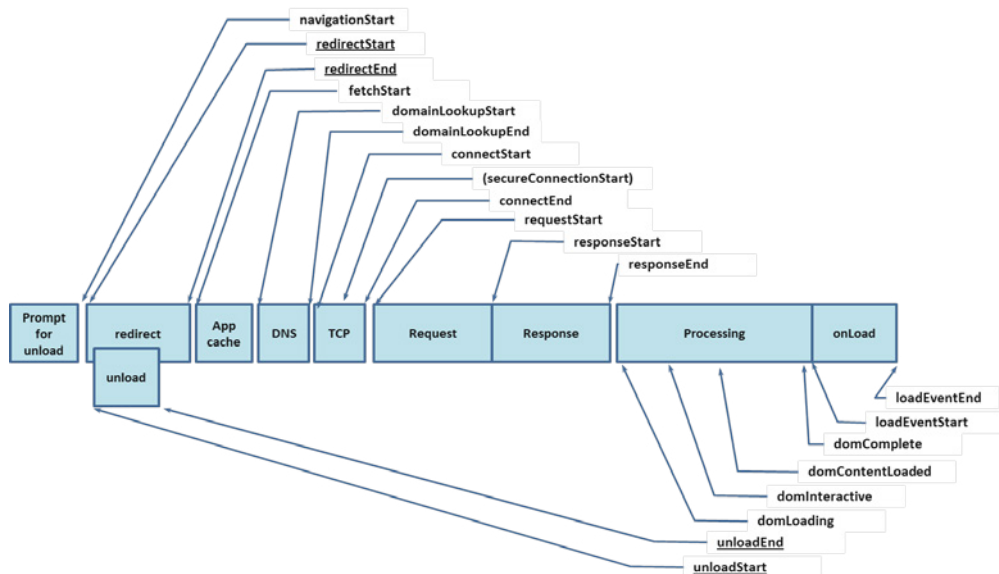 navigationStart
redirectStart
redirectEnd
fetchStart
domainLookupStart
domainLookupEnd
connectStart
(secureConnectionStart)
connectEnd
requestStart
responseStart
responseEnd
Prompt
for
unload
redirect
unload
App
cache
DNS
TCP
Request
Response
Processing
onLoad
loadEventEnd
loadEventStart
domComplete
domContentLoaded
domInteractive
domLoading
unloadEnd
unloadStart